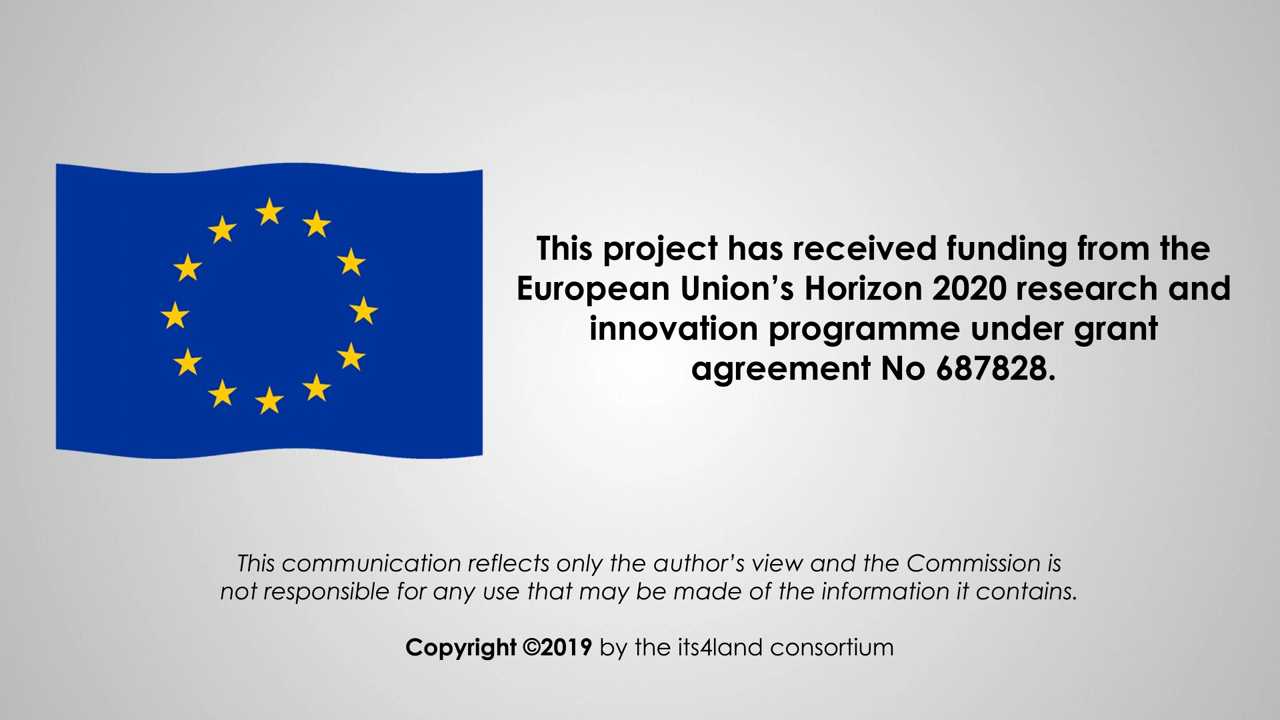 This project has received funding from the
European Union’s Horizon 2020 research and
innovation programme under grant
agreement No 687828.
This communication reflects only the author’s view and the Commission is
not responsible for any use that may be made of the information it contains.
Copyright ©2019 by the its4land consortium